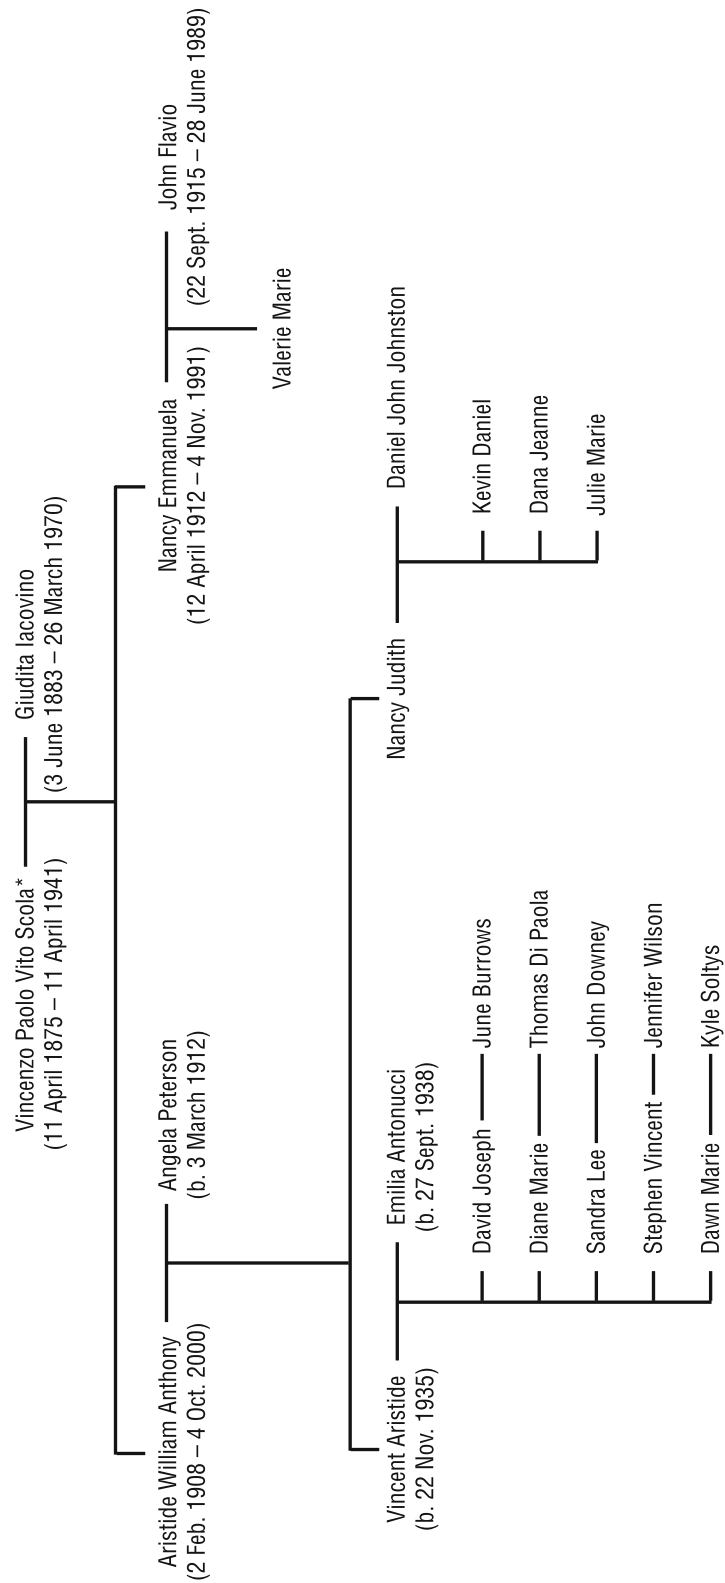 Vincenzo Paolo Vito Scola*
(11 April 1875 – 11 April 1941)
Giudita Iacovino
(3 June 1883 – 26 March 1970)
Aristide William Anthony
(2 Feb. 1908 – 4 Oct. 2000)
Angela Peterson
(b. 3 March 1912)
Nancy Emmanuela
(12 April 1912 – 4 Nov. 1991)
John Flavio
(22 Sept. 1915 – 28 June 1989)
Valerie Marie
Vincent Aristide
(b. 22 Nov. 1935)
Emilia Antonucci
(b. 27 Sept. 1938)
Nancy Judith
Daniel John Johnston
David Joseph
June Burrows
Diane Marie
Thomas Di Paola
Sandra Lee
John Downey
Stephen Vincent
Jennifer Wilson
Dawn Marie
Kyle Soltys
Kevin Daniel
Dana Jeanne
Julie Marie